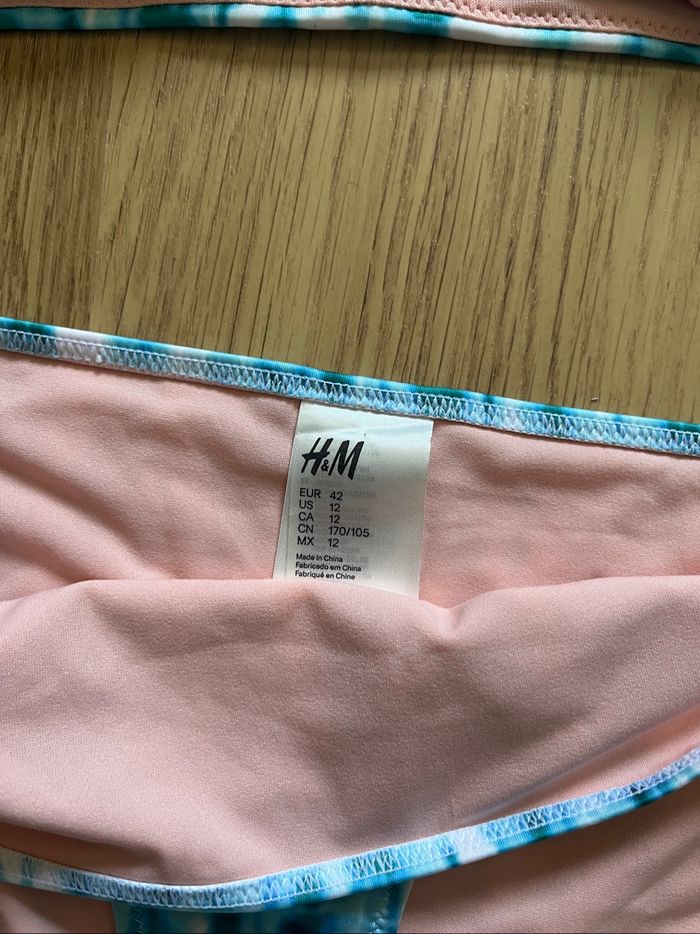 H&M
EUR 42
US 12
CA 12
CN 170/105
MX 12
Made in China
Fabricado em China
Fabriqué en Chine